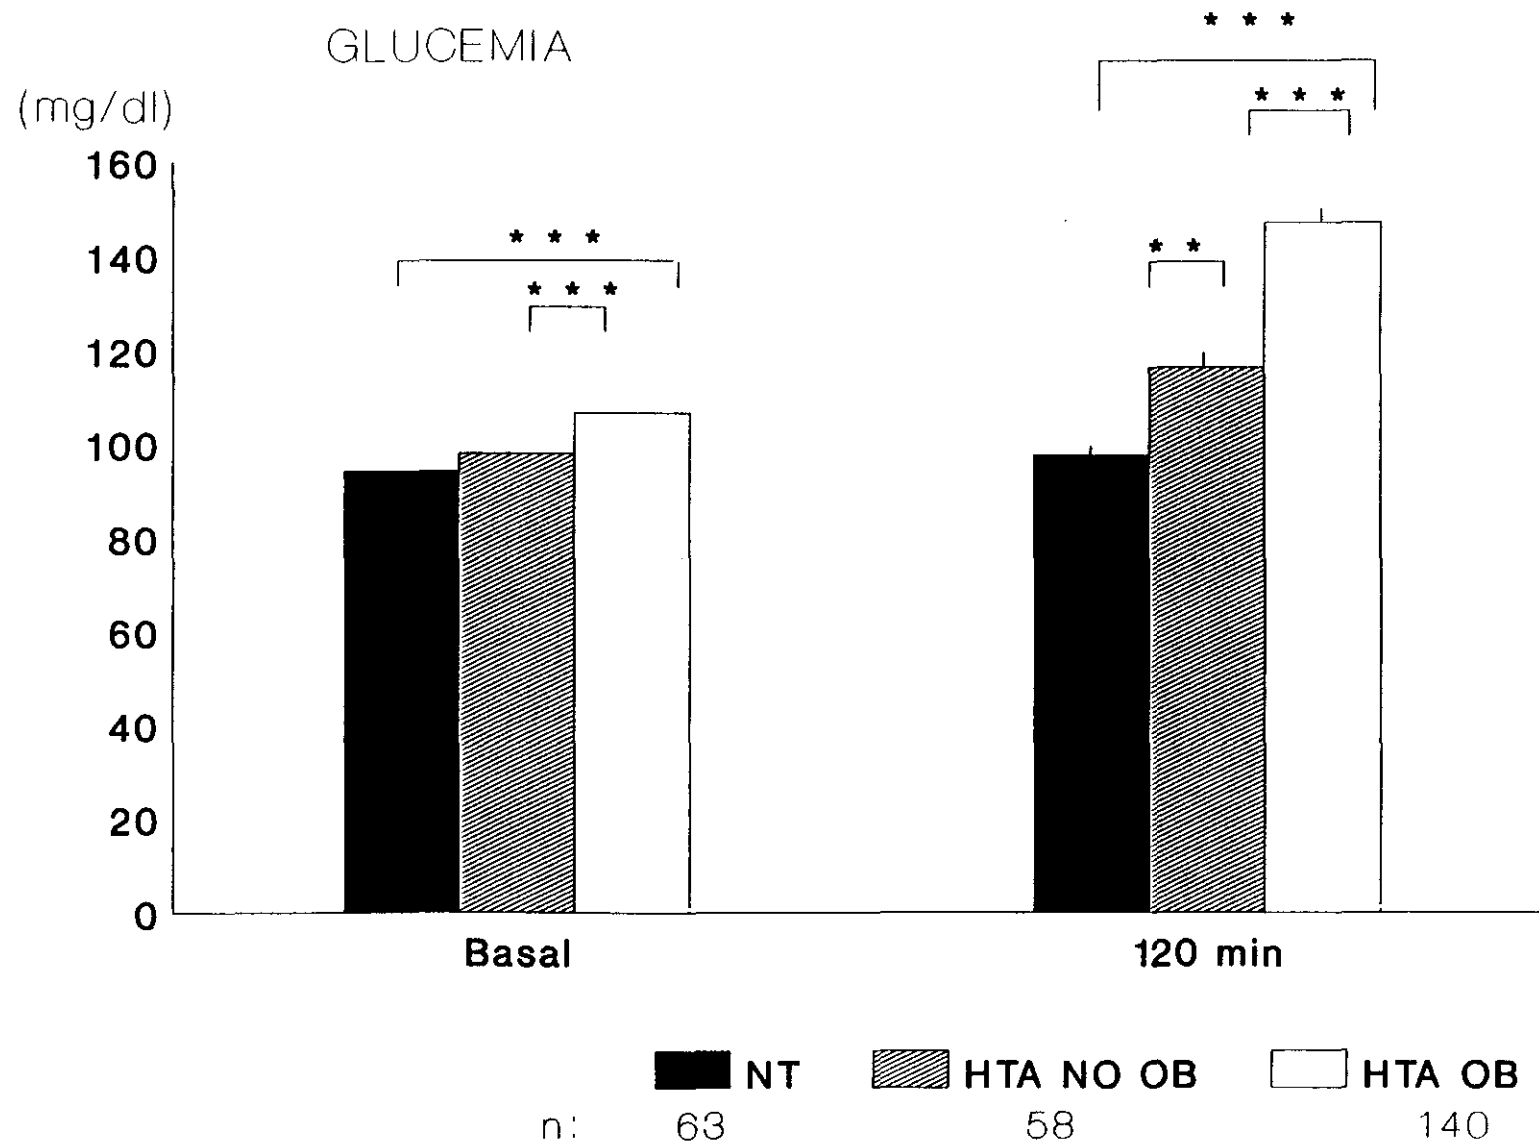 * * *
GLUCEMIA
(mg/dl)
* * *
160
* * *
140
* *
* * *
120
100
80
60
40
20
0
Basal
120 min
NT
HTA NO OB
HTA OB
n: 63 58 140